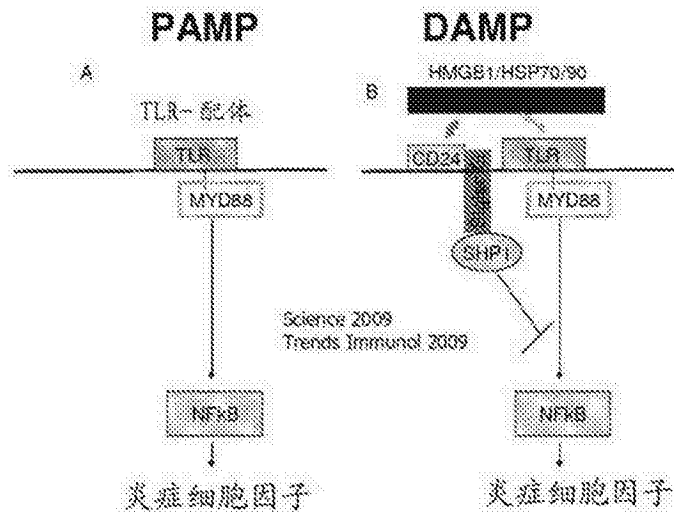 PAMP
DAMP
A
TLR-配体
TLR
MYD88
B
HMGB1/HSP70/90
CD24
TLR
MYD88
SHP1
Science 2009
Trends Immunol 2009
NFkB
NFkB
炎症细胞因子
炎症细胞因子